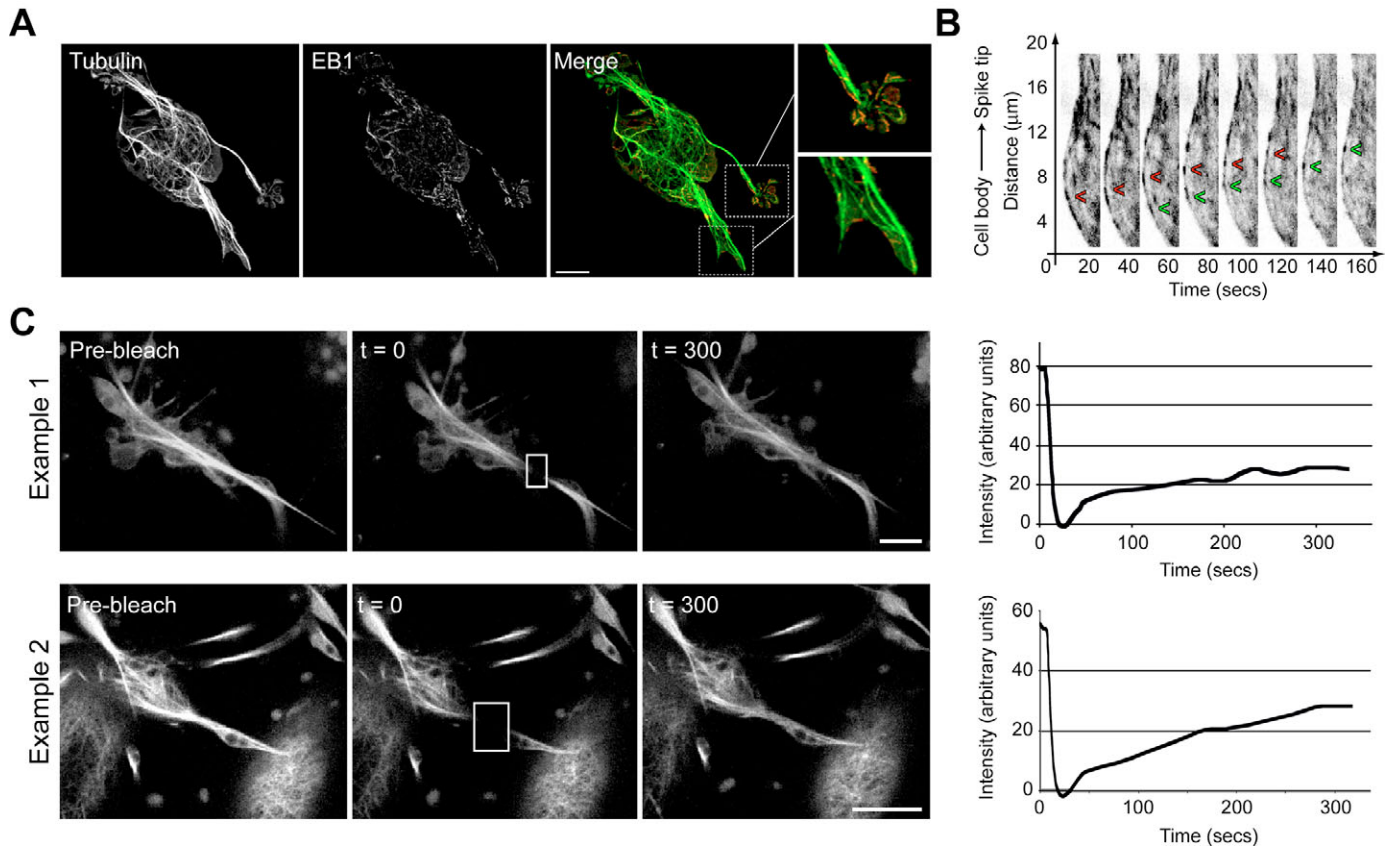 A
Tubulin
EB1
Merge
B
Cell body → Spike tip
Distance (µm)
20
16
12
8
4
0
20 40 60 80 100 120 140 160
Time (secs)
C
Example 1
Pre-bleach
t = 0
t = 300
Intensity (arbitrary units)
80
60
40
20
0
0 100 200 300
Time (secs)
Example 2
Pre-bleach
t = 0
t = 300
Intensity (arbitrary units)
60
40
20
0
0 100 200 300
Time (secs)